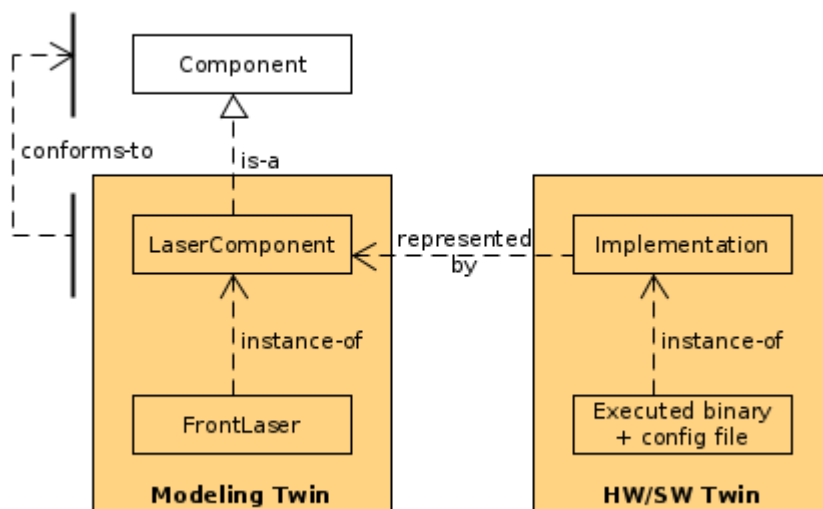 Component
conforms-to
is-a
LaserComponent
represented
by
Implementation
instance-of
instance-of
FrontLaser
Executed binary
+ config file
Modeling Twin
HW/SW Twin